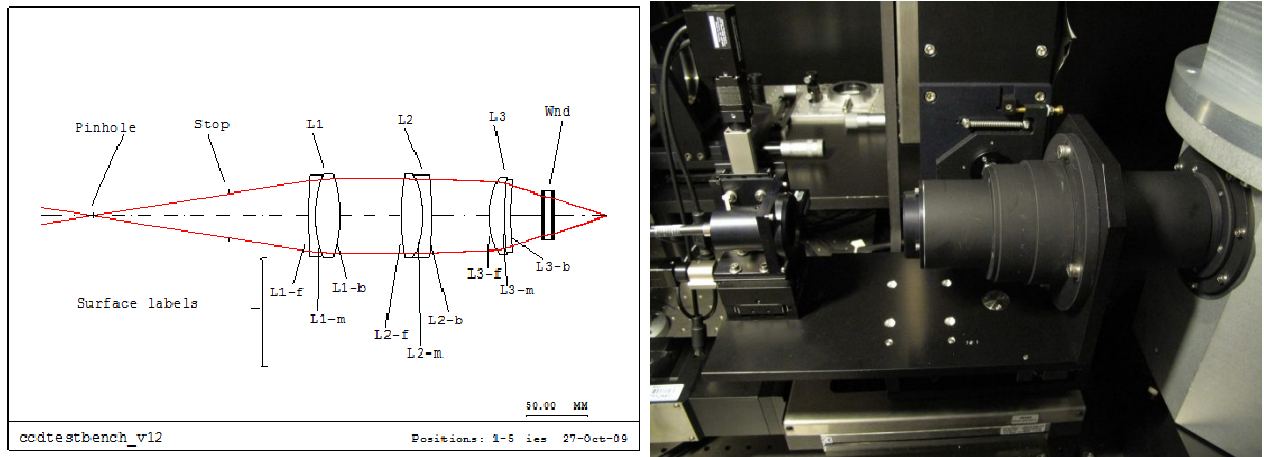 Pinhole
Stop
L1
L2
L3
Wnd
L1-f
L1-m
L1-b
L2-f
L2-m
L2-b
L3-f
L3-m
L3-b
Surface labels
50.00 MM
ccdtestbench_v12
Positions: 1-5 ies 27-Oct-09